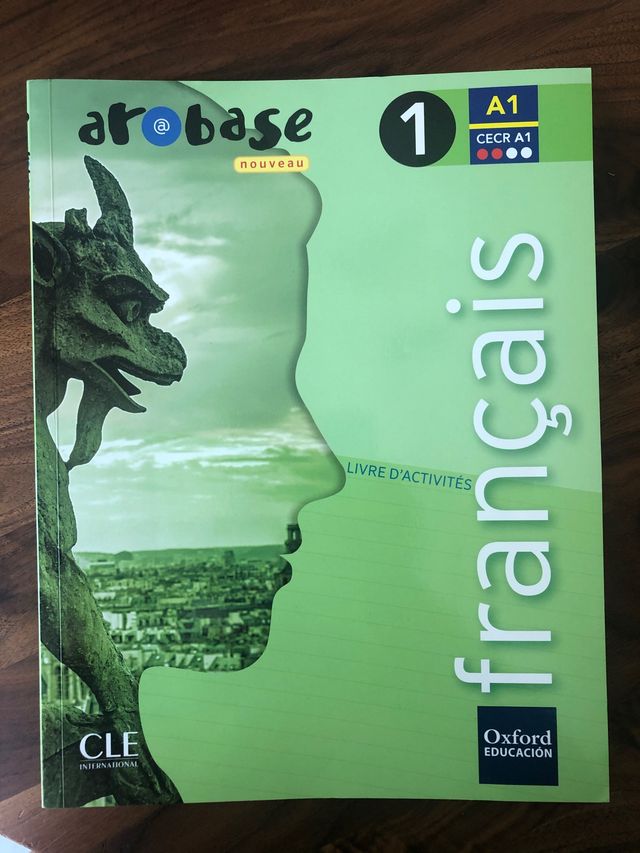 ar@base
nouveau
1
A1
CECR A1
français
LIVRE D'ACTIVITÉS
CLE
INTERNATIONAL
Oxford
EDUCACIÓN